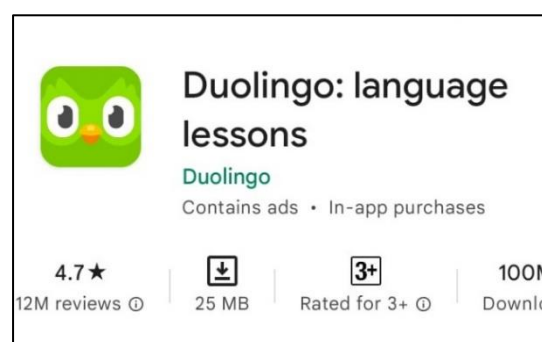 Duolingo: language
lessons
Duolingo
Contains ads • In-app purchases
4.7★ 3+ 100
12M reviews 25 MB Rated for 3+